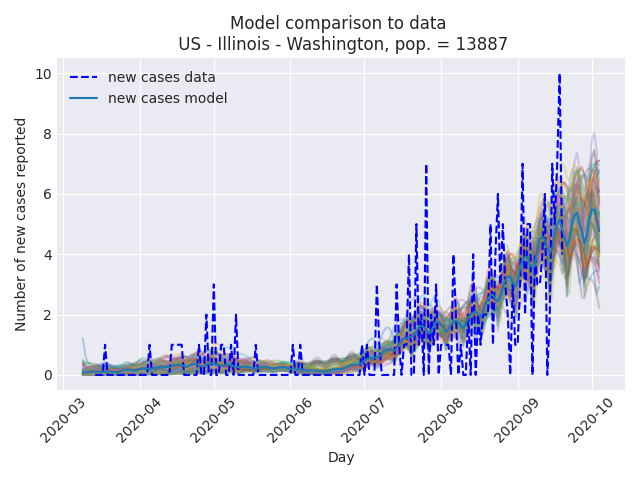 Model comparison to data
US - Illinois - Washington, pop. = 13887
new cases data
new cases model
Number of new cases reported
10
8
6
4
2
0
2020-03
2020-04
2020-05
2020-06
2020-07
2020-08
2020-09
2020-10
Day